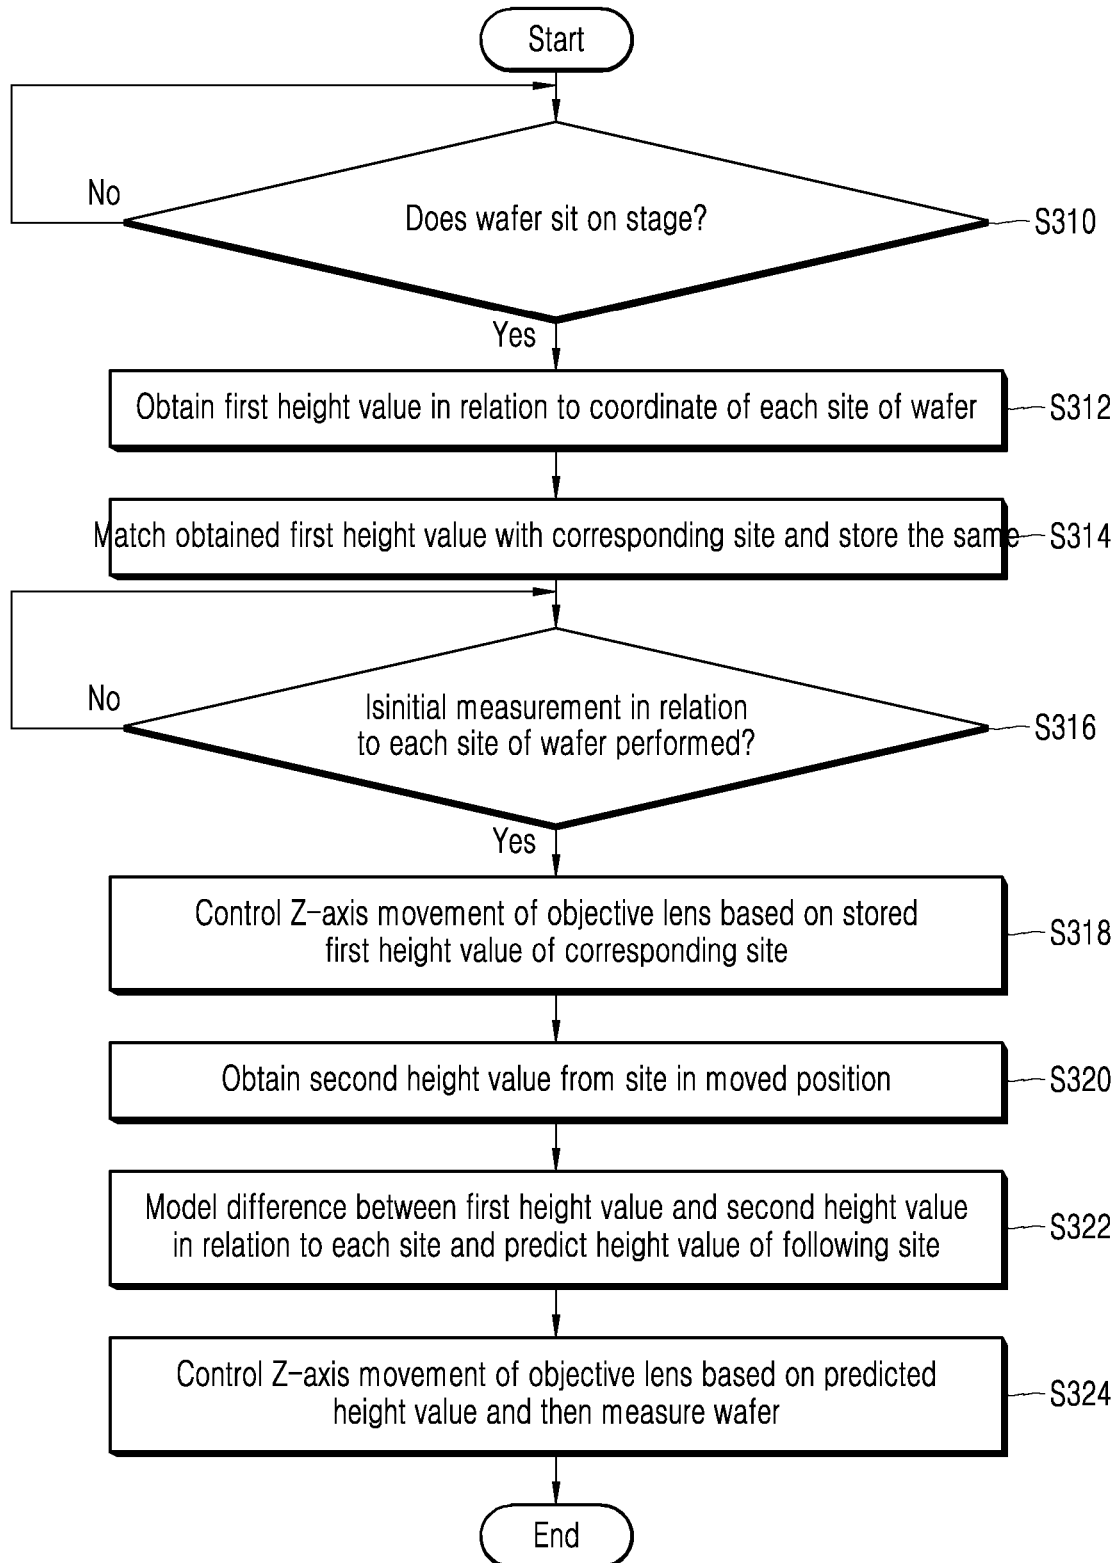 Start
No
Does wafer sit on stage?
S310
Yes
Obtain first height value in relation to coordinate of each site of wafer
S312
Match obtained first height value with corresponding site and store the same
S314
No
Isinitial measurement in relation
to each site of wafer performed?
S316
Yes
Control Z-axis movement of objective lens based on stored
first height value of corresponding site
S318
Obtain second height value from site in moved position
S320
Model difference between first height value and second height value
in relation to each site and predict height value of following site
S322
Control Z-axis movement of objective lens based on predicted
height value and then measure wafer
S324
End